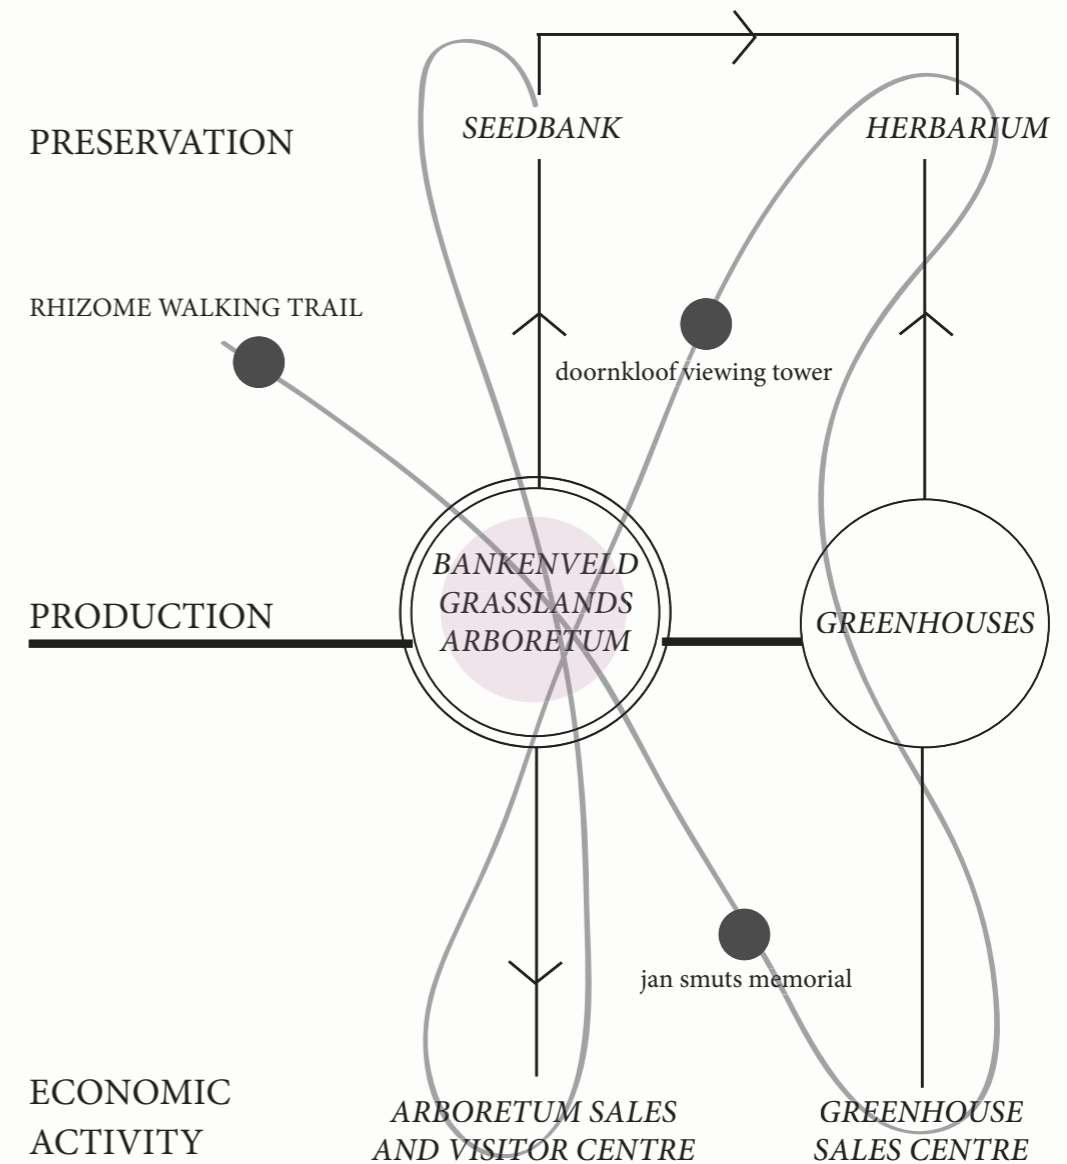 PRESERVATION
SEEDBANK
HERBARIUM
RHIZOME WALKING TRAIL
doornkloof viewing tower
PRODUCTION
BANKENVELD
GRASSLANDS
ARBORETUM
GREENHOUSES
jan smuts memorial
ECONOMIC
ACTIVITY
ARBORETUM SALES
AND VISITOR CENTRE
GREENHOUSE
SALES CENTRE